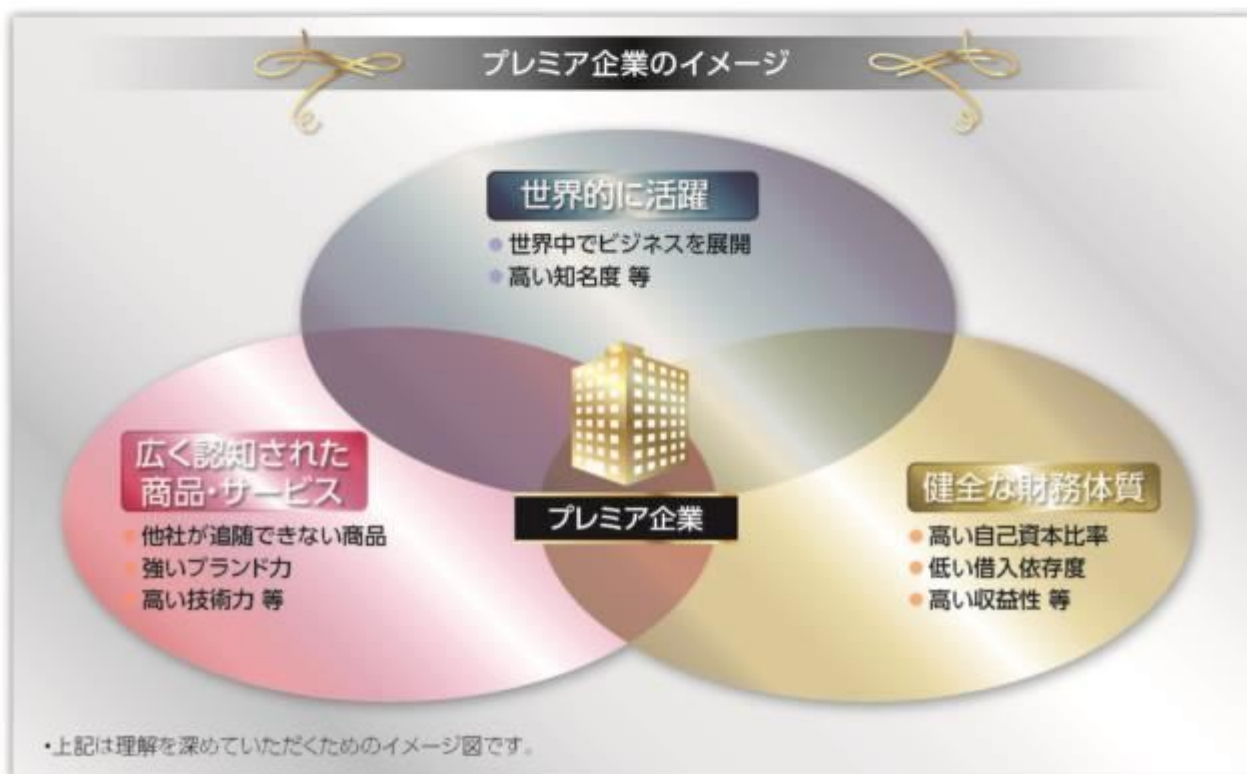 プレミア企業のイメージ
世界的に活躍
●世界中でビジネスを展開
●高い知名度 等
広く認知された
商品・サービス
●他社が追随できない商品
●強いブランド力
●高い技術力 等
プレミア企業
健全な財務体質
●高い自己資本比率
●低い借入依存度
●高い収益性 等
・上記は理解を深めていただくためのイメージ図です。